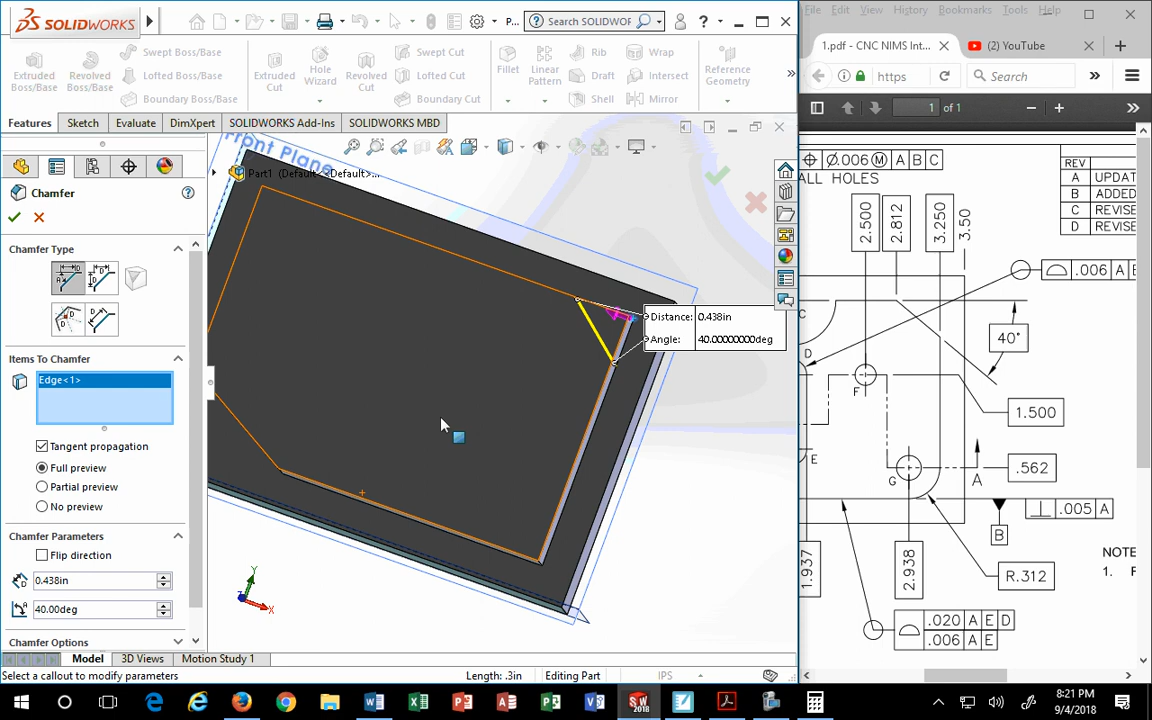 SOLIDWORKS
P...
Search SOLIDWORKS
Extruded Boss/Base
Revolved Boss/Base
Swept Boss/Base
Lofted Boss/Base
Boundary Boss/Base
Extruded Cut
Hole Wizard
Revolved Cut
Swept Cut
Lofted Cut
Boundary Cut
Fillet
Linear Pattern
Rib
Draft
Shell
Wrap
Intersect
Mirror
Reference Geometry
Features
Sketch
Evaluate
DimXpert
SOLIDWORKS Add-Ins
SOLIDWORKS MBD
Chamfer
Chamfer Type
Items To Chamfer
Edge<1>
Tangent propagation
Full preview
Partial preview
No preview
Chamfer Parameters
Flip direction
0.438in
40.00deg
Chamfer Options
Front Plane
Part1 (Default<<Default>...
Distance: 0.438in
Angle: 40.00000000deg
Y
X
Model
3D Views
Motion Study 1
Select a callout to modify parameters
Length: .3in
Editing Part
IPS
File Edit View History Bookmarks Tools Help
1.pdf - CNC NIMS Int...
(2) YouTube
https
Search
1 of 1
Ø.006 M A B C
ALL HOLES
REV
A UPDAT
B ADDED
C REVISE
D REVISE
2.500
2.812
3.250
3.50
.006 A B
D
40°
F
1.500
E
G
.562
A
.005 A
B
1.937
2.938
R.312
NOTE
1. F
.020 A E D
.006 A E
8:21 PM
9/4/2018
SW
2018